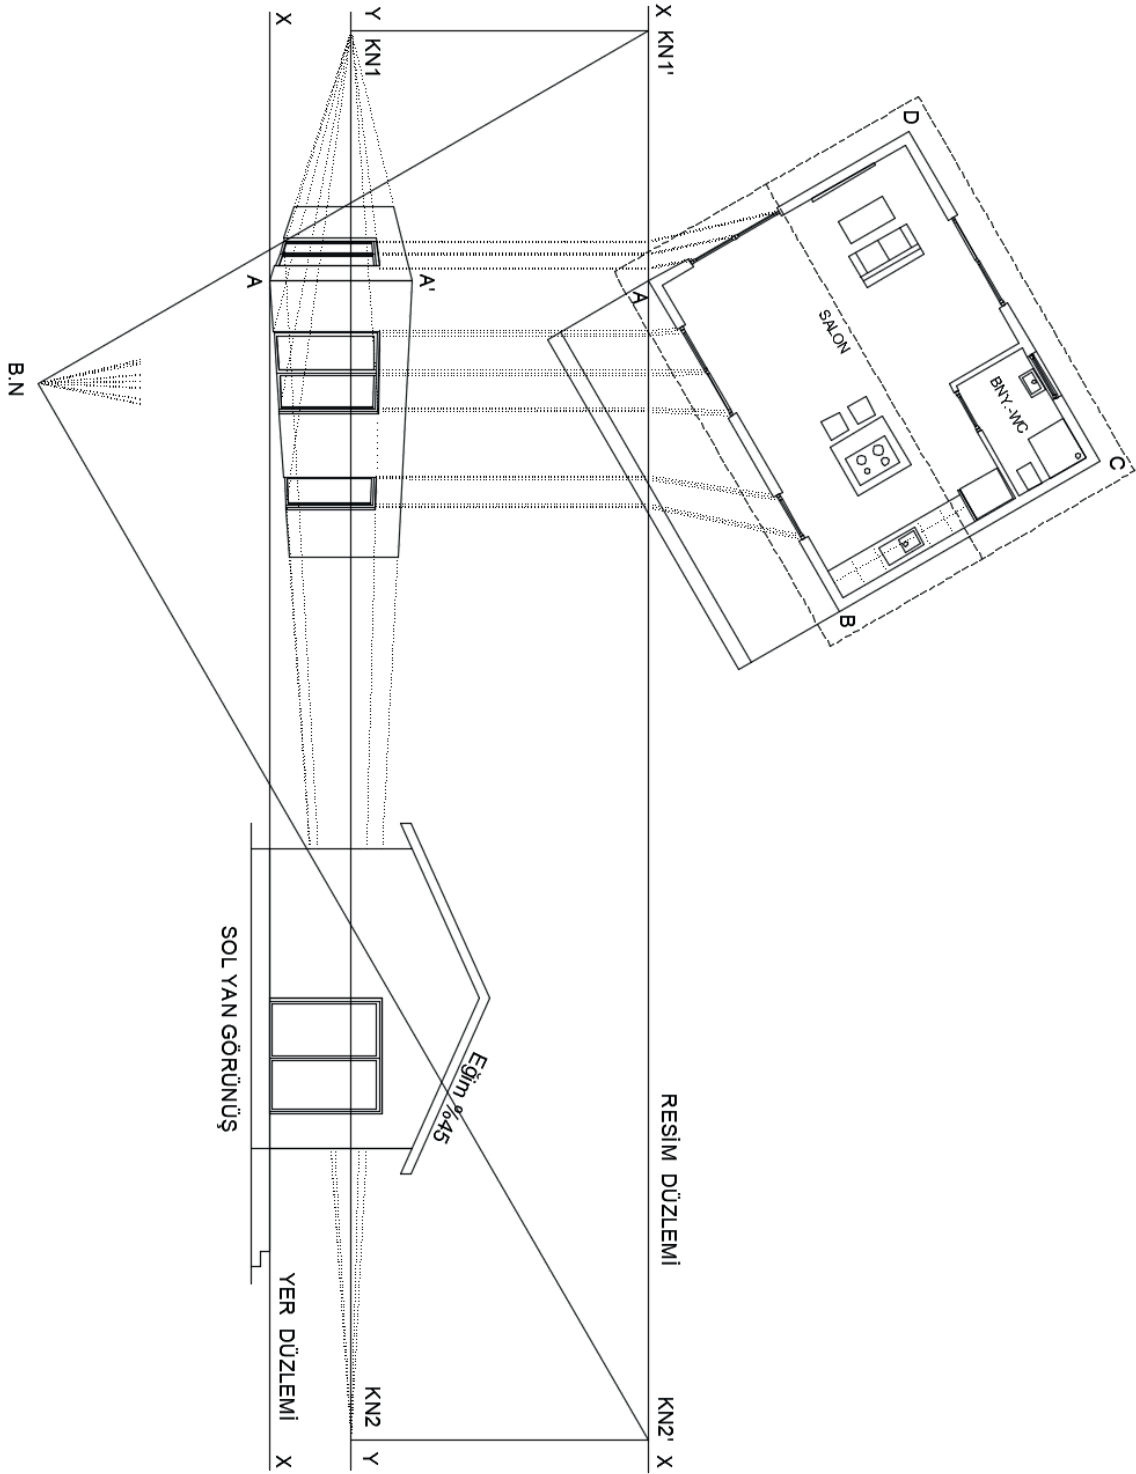 X KN1' RESİM DÜZLEMİ KN2' X
D
C
A
B
SALON
BNY.-WC
Y KN1 KN2 Y
A'
A
Eğim %45
X YER DÜZLEMİ X
SOL YAN GÖRÜNÜŞ
B.N